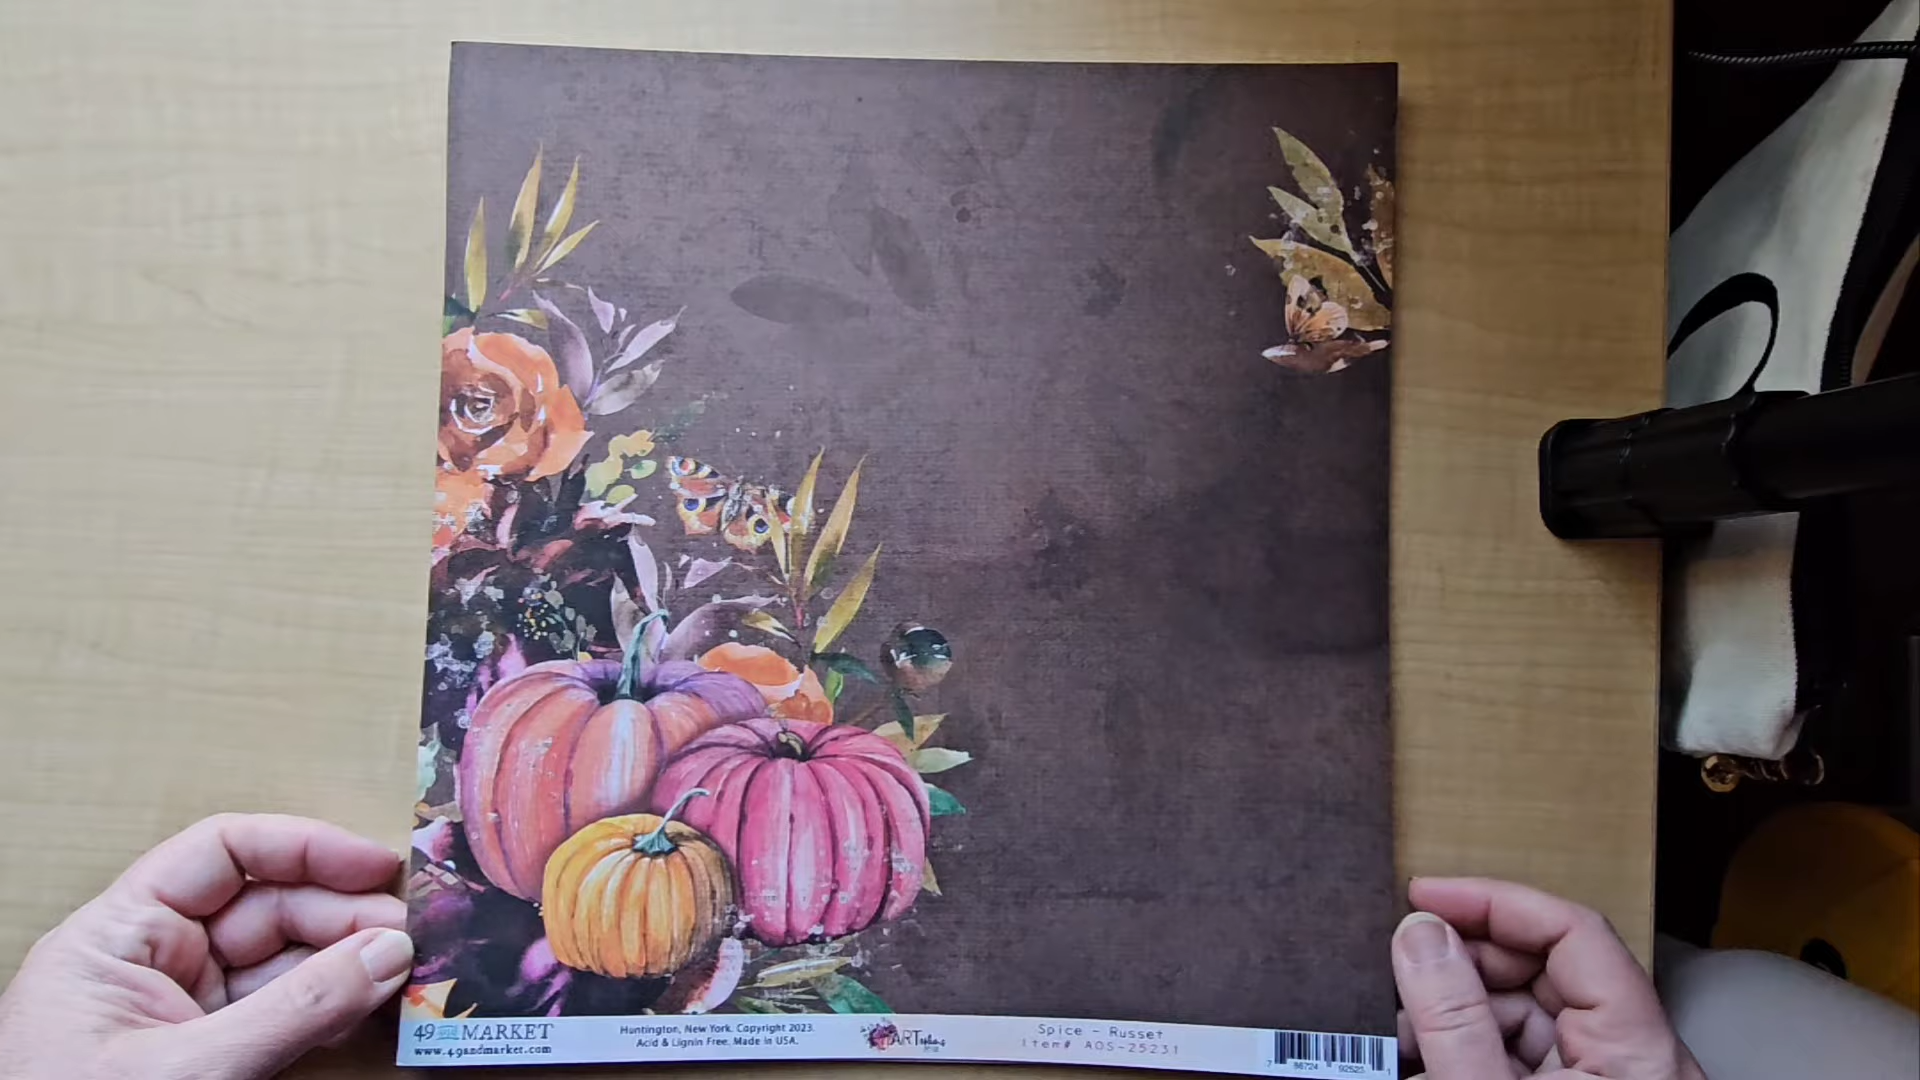 49 AND MARKET
www.49andmarket.com
Huntington, New York. Copyright 2023.
Acid & Lignin Free. Made in USA.
ART
Spice - Russet
Item# AOS-25231